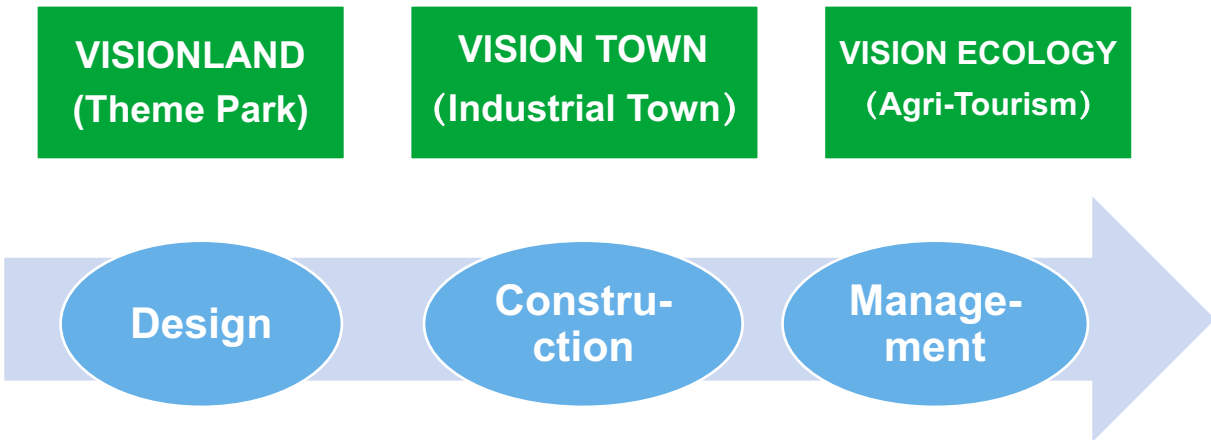 VISIONLAND
(Theme Park)
VISION TOWN
（Industrial Town）
VISION ECOLOGY
（Agri-Tourism）
Design
Constru-
ction
Manage-
ment